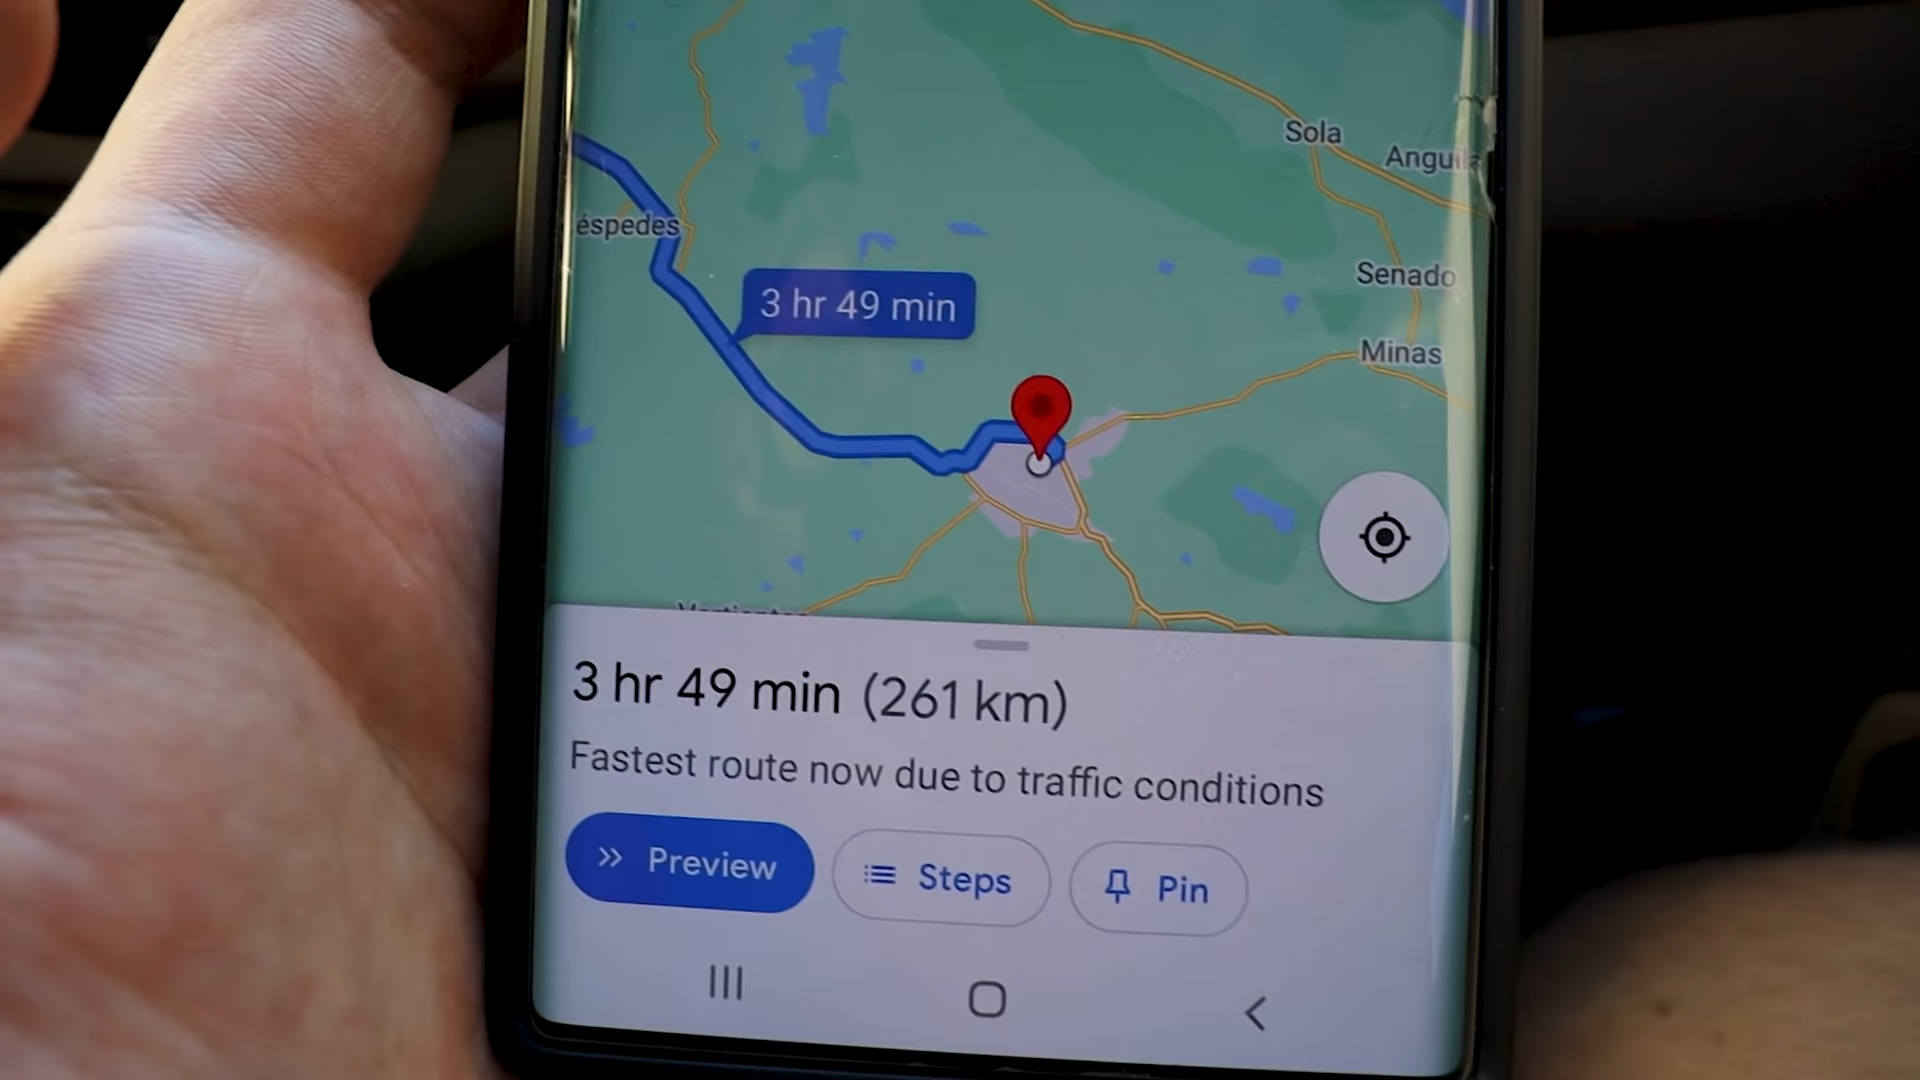 Sola
Anguila
éspedes
Senado
3 hr 49 min
Minas
3 hr 49 min (261 km)
Fastest route now due to traffic conditions
Preview
Steps
Pin